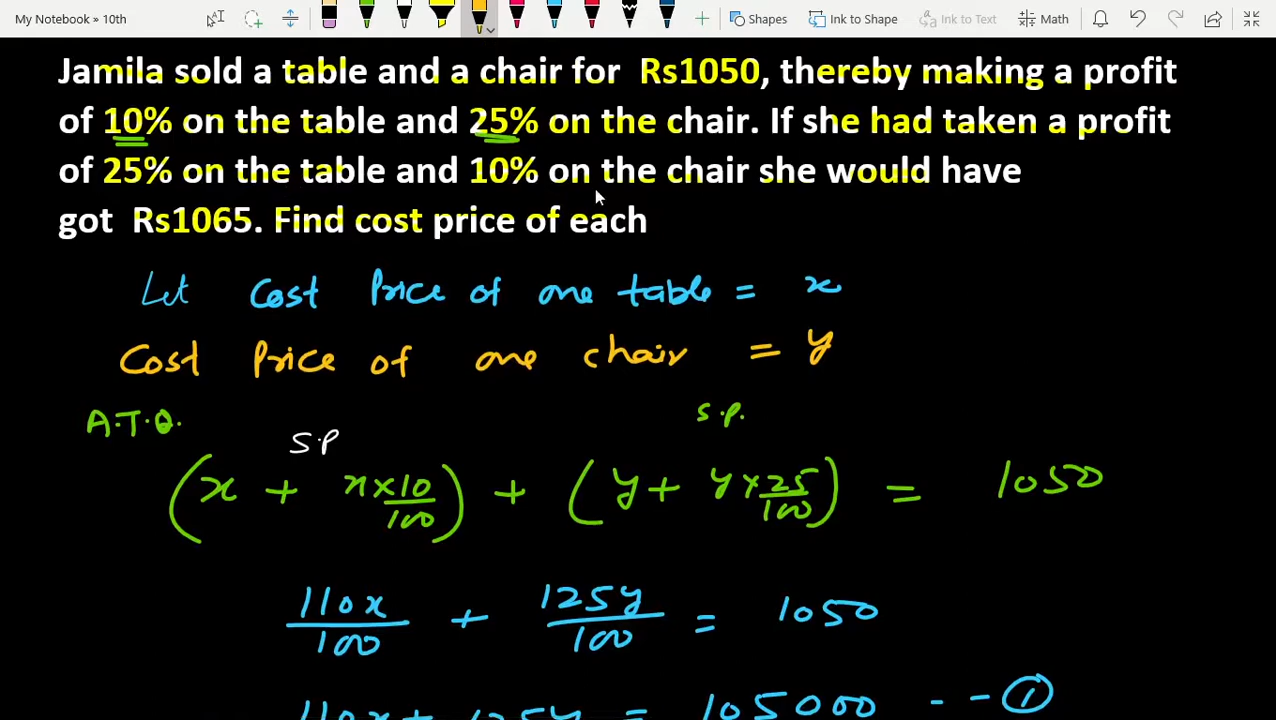 My Notebook » 10th
Shapes
Ink to Shape
Ink to Text
Math
Jamila sold a table and a chair for Rs1050, thereby making a profit
of 10% on the table and 25% on the chair. If she had taken a profit
of 25% on the table and 10% on the chair she would have
got Rs1065. Find cost price of each
Let Cost Price of one table = x
Cost Price of one chair = y
A.T.Q.
S.P
S.P.
(x + x×10/100) + (y + y×25/100) = 1050
110x/100 + 125y/100 = 1050
110x + 125y = 105000 - - ①